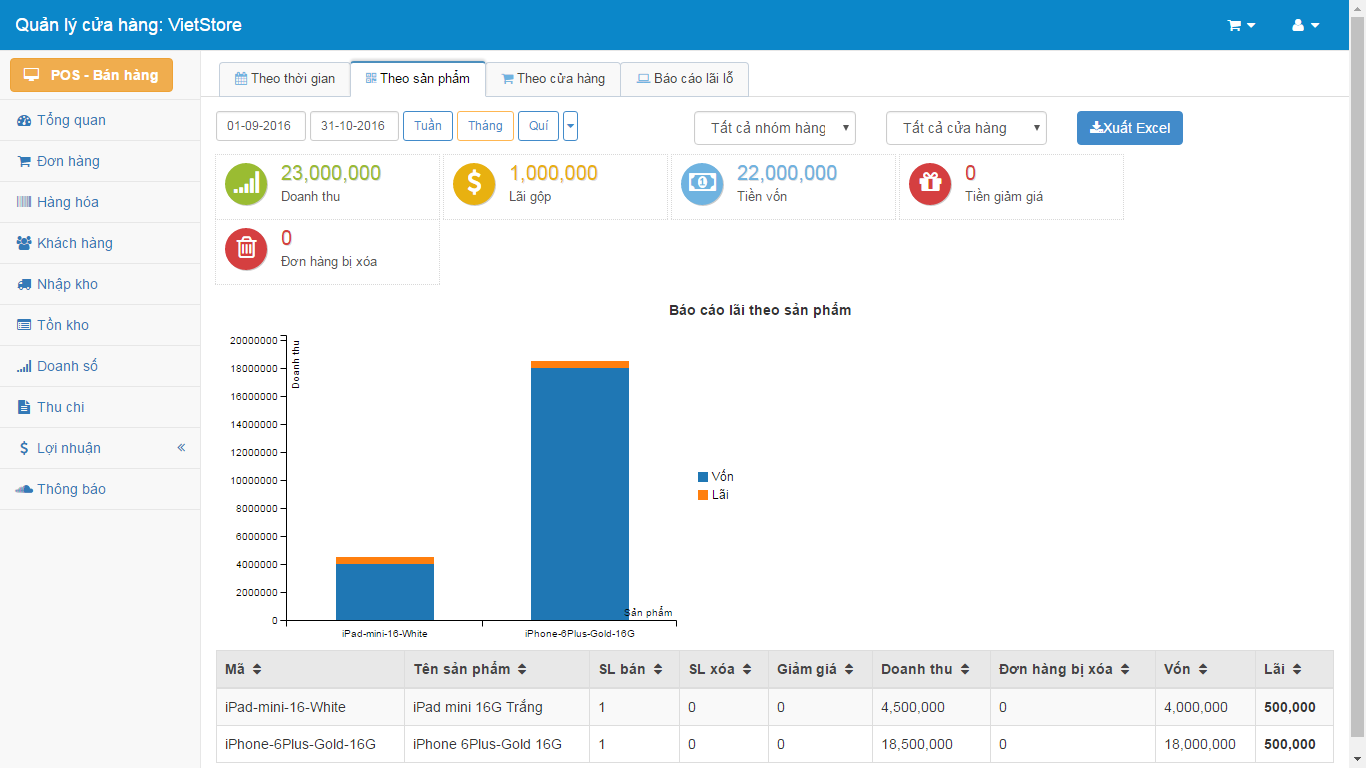 Quản lý cửa hàng: VietStore
POS - Bán hàng
Tổng quan
Đơn hàng
Hàng hóa
Khách hàng
Nhập kho
Tồn kho
Doanh số
Thu chi
$ Lợi nhuận «
Thông báo
Theo thời gian Theo sản phẩm Theo cửa hàng Báo cáo lãi lỗ
01-09-2016 31-10-2016 Tuần Tháng Quí Tất cả nhóm hàng Tất cả cửa hàng Xuất Excel
23,000,000
Doanh thu
$
1,000,000
Lãi gộp
1
22,000,000
Tiền vốn
0
Tiền giảm giá
0
Đơn hàng bị xóa
Báo cáo lãi theo sản phẩm
20000000
18000000
16000000
14000000
12000000
10000000
8000000
6000000
4000000
2000000
0
Doanh thu
Sản phẩm
iPad-mini-16-White iPhone-6Plus-Gold-16G
Vốn
Lãi
Mã Tên sản phẩm SL bán SL xóa Giảm giá Doanh thu Đơn hàng bị xóa Vốn Lãi
iPad-mini-16-White iPad mini 16G Trắng 1 0 0 4,500,000 0 4,000,000 500,000
iPhone-6Plus-Gold-16G iPhone 6Plus-Gold 16G 1 0 0 18,500,000 0 18,000,000 500,000